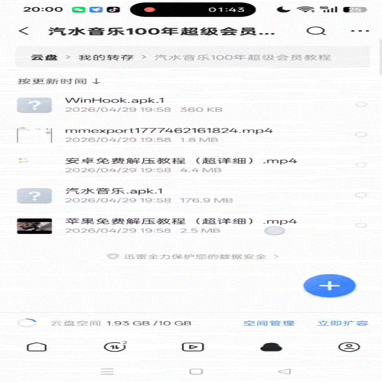 20:00
01:43
25
汽水音乐100年超级会员...
云盘 > 我的转存 > 汽水音乐100年超级会员教程
按更新时间 ↓
WinHook.apk.1
2026/04/29 19:58 360 KB
mmexport1777462161824.mp4
2026/04/29 19:58 1.8 MB
安卓免费解压教程（超详细）.mp4
2026/04/29 19:58 4.4 MB
汽水音乐.apk.1
2026/04/29 19:58 176.9 MB
苹果免费解压教程（超详细）.mp4
2026/04/29 19:58 2.5 MB
迅雷全力保护您的数据安全 >
云盘空间 1.93 GB/10 GB
空间管理
立即扩容
2